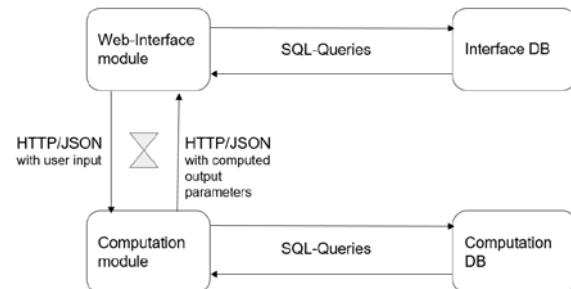 Web-Interface
module
SQL-Queries
Interface DB
HTTP/JSON
with user input
HTTP/JSON
with computed
output
parameters
Computation
module
SQL-Queries
Computation
DB